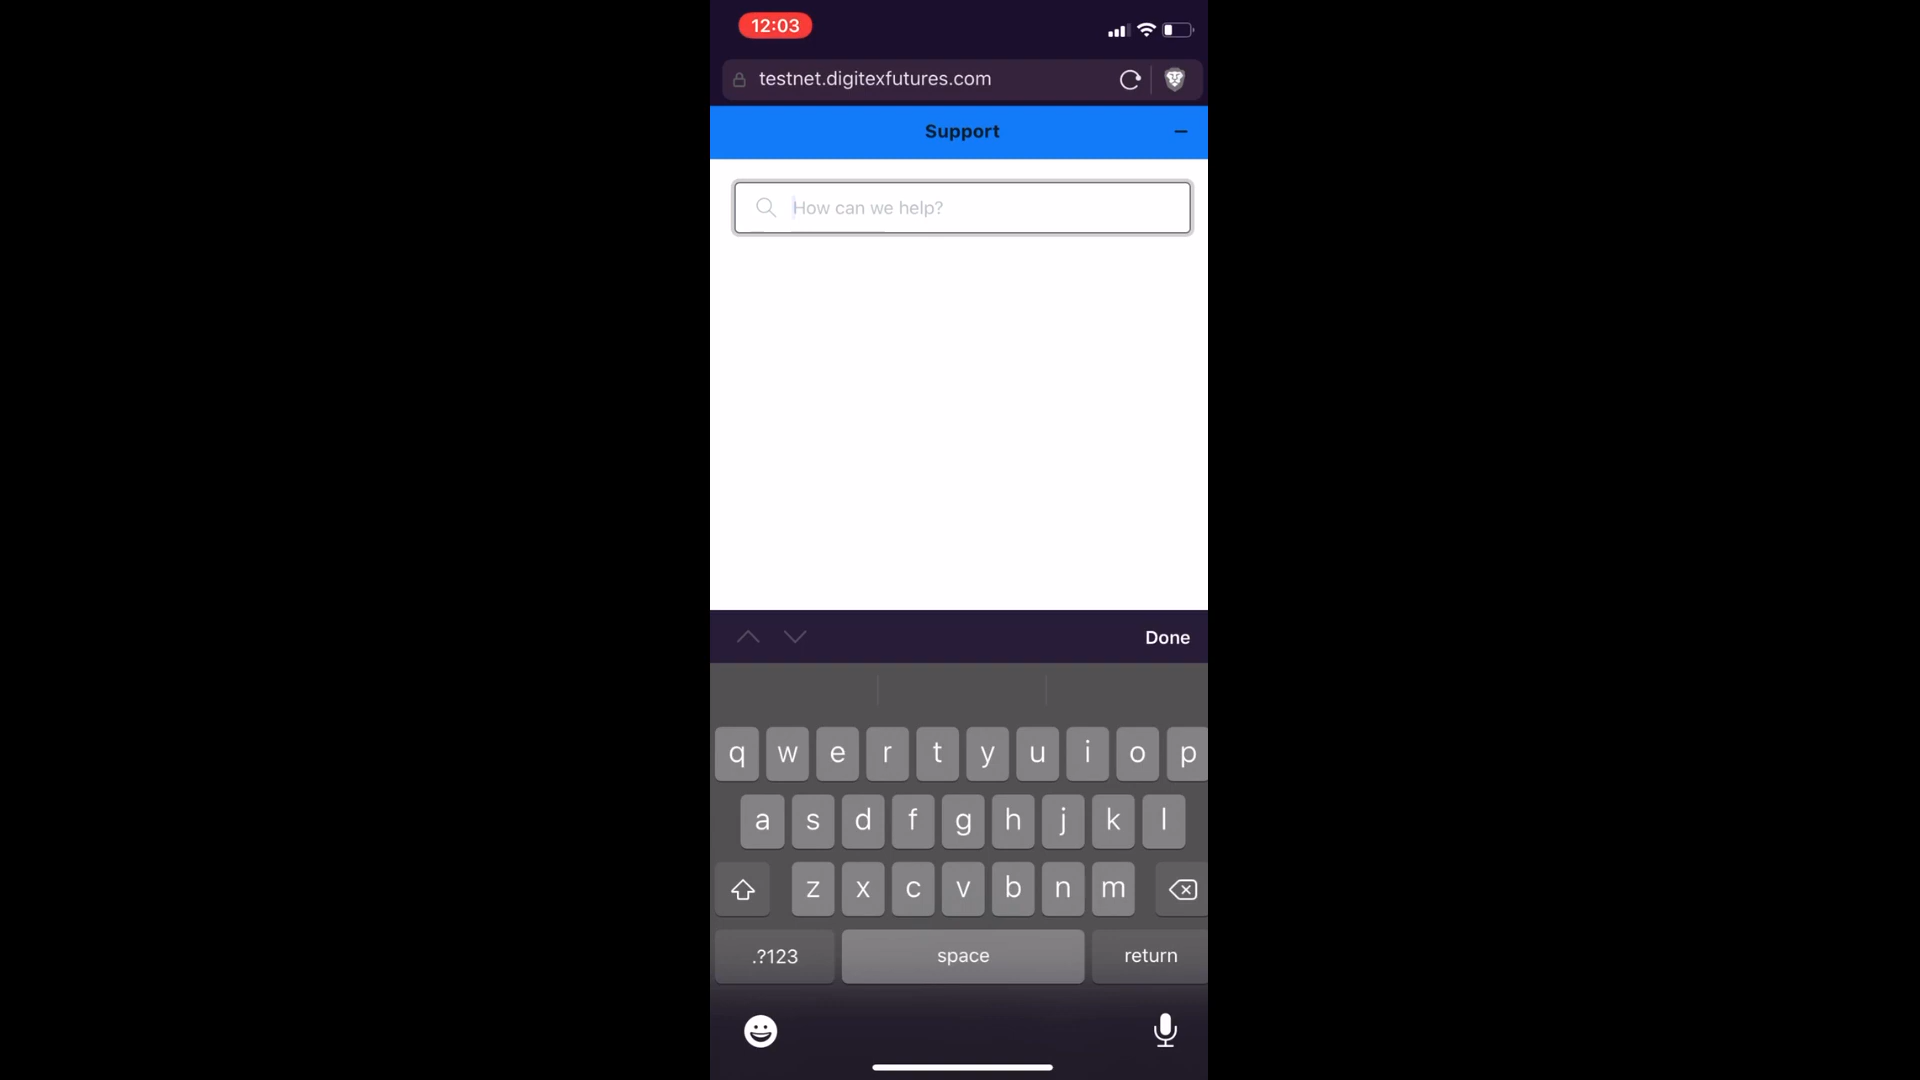 12:03
testnet.digitexfutures.com
Support
How can we help?
Done
q w e r t y u i o p
a s d f g h j k l
z x c v b n m
.?123 space return